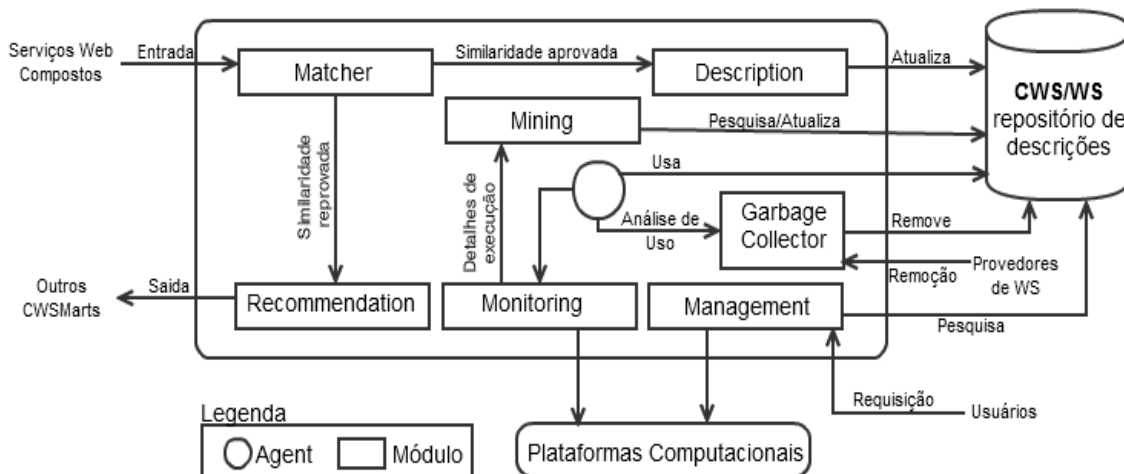 Serviços Web
Compostos
Entrada
Matcher
Similaridade aprovada
Description
Atualiza
CWS/WS
repositório de
descrições
Mining
Pesquisa/Atualiza
Usa
Similaridade
reprovada
Detalhes de
execução
Análise de
Uso
Garbage
Collector
Remove
Remoção
Provedores
de WS
Outros
CWSMarts
Saida
Recommendation
Monitoring
Management
Pesquisa
Requisição
Usuários
Legenda
Agent
Módulo
Plataformas Computacionais